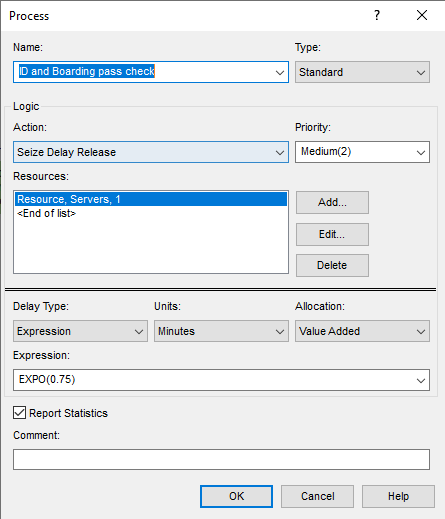 Process
?
Name:
Type:
ID and Boarding pass check
Standard
Logic
Action:
Priority:
Seize Delay Release
Medium(2)
Resources:
Resource, Servers, 1
<End of list>
Add...
Edit...
Delete
Delay Type:
Units:
Allocation:
Expression
Minutes
Value Added
Expression:
EXPO(0.75)
Report Statistics
Comment:
OK
Cancel
Help